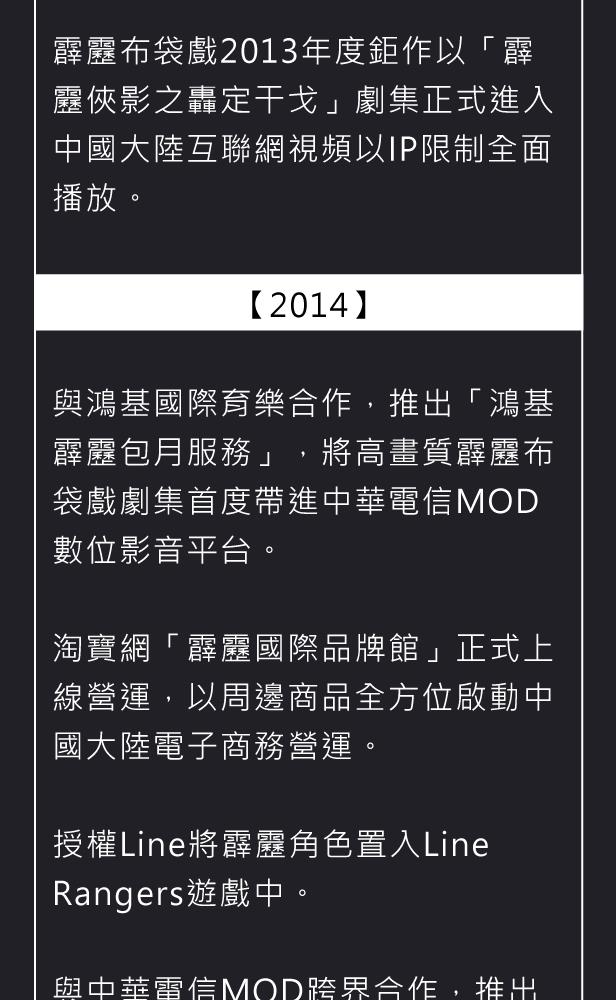 霹靂布袋戲2013年度鉅作以「霹
靂俠影之轟定干戈」劇集正式進入
中國大陸互聯網視頻以IP限制全面
播放。
【2014】
與鴻基國際育樂合作，推出「鴻基
霹靂包月服務」，將高畫質霹靂布
袋戲劇集首度帶進中華電信MOD
數位影音平台。
淘寶網「霹靂國際品牌館」正式上
線營運，以周邊商品全方位啟動中
國大陸電子商務營運。
授權Line將霹靂角色置入Line
Rangers遊戲中。
與中華電信MOD跨界合作，推出